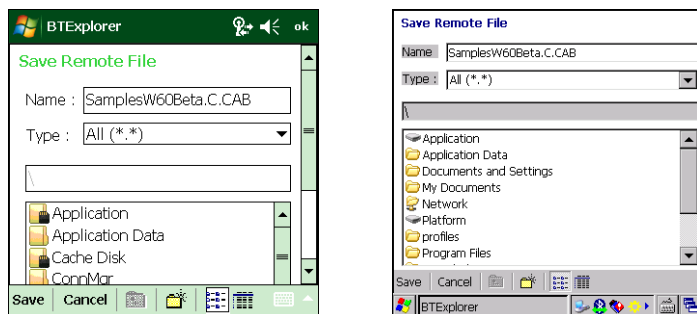 BTExplorer ok
Save Remote File
Name : SamplesW60Beta.C.CAB
Type : All (*.*)
\
Application
Application Data
Cache Disk
ConnMgr
Save Cancel
Save Remote File
Name SamplesW60Beta.C.CAB
Type : All (*.*)
\
Application
Application Data
Documents and Settings
My Documents
Network
Platform
profiles
Program Files
Save Cancel
BTExplorer